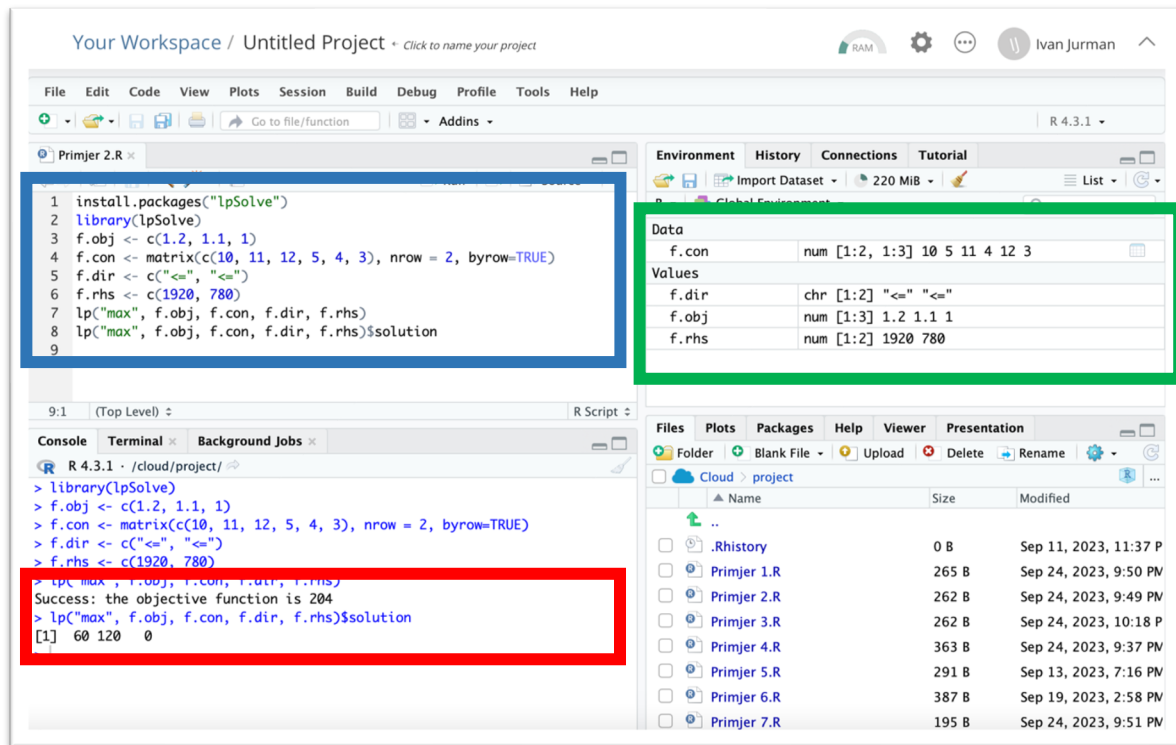 Your Workspace / Untitled Project ← Click to name your project
RAM
IJ
Ivan Jurman
File Edit Code View Plots Session Build Debug Profile Tools Help
Go to file/function
Addins
R 4.3.1
Primjer 2.R
1 install.packages("lpSolve")
2 library(lpSolve)
3 f.obj <- c(1.2, 1.1, 1)
4 f.con <- matrix(c(10, 11, 12, 5, 4, 3), nrow = 2, byrow=TRUE)
5 f.dir <- c("<=", "<=")
6 f.rhs <- c(1920, 780)
7 lp("max", f.obj, f.con, f.dir, f.rhs)
8 lp("max", f.obj, f.con, f.dir, f.rhs)$solution
9
9:1 (Top Level) R Script
Console Terminal Background Jobs
R 4.3.1 · /cloud/project/
> library(lpSolve)
> f.obj <- c(1.2, 1.1, 1)
> f.con <- matrix(c(10, 11, 12, 5, 4, 3), nrow = 2, byrow=TRUE)
> f.dir <- c("<=", "<=")
> f.rhs <- c(1920, 780)
> lp("max", f.obj, f.con, f.dir, f.rhs)
Success: the objective function is 204
> lp("max", f.obj, f.con, f.dir, f.rhs)$solution
[1] 60 120 0
Environment History Connections Tutorial
Import Dataset 220 MiB List
Global Environment
Data
f.con num [1:2, 1:3] 10 5 11 4 12 3
Values
f.dir chr [1:2] "<=" "<="
f.obj num [1:3] 1.2 1.1 1
f.rhs num [1:2] 1920 780
Files Plots Packages Help Viewer Presentation
Folder Blank File Upload Delete Rename
Cloud > project R ...
Name Size Modified
..
.Rhistory 0 B Sep 11, 2023, 11:37 P
Primjer 1.R 265 B Sep 24, 2023, 9:50 PM
Primjer 2.R 262 B Sep 24, 2023, 9:49 PM
Primjer 3.R 262 B Sep 24, 2023, 10:18 P
Primjer 4.R 363 B Sep 24, 2023, 9:37 PM
Primjer 5.R 291 B Sep 13, 2023, 7:16 PM
Primjer 6.R 387 B Sep 19, 2023, 2:58 PM
Primjer 7.R 195 B Sep 24, 2023, 9:51 PM